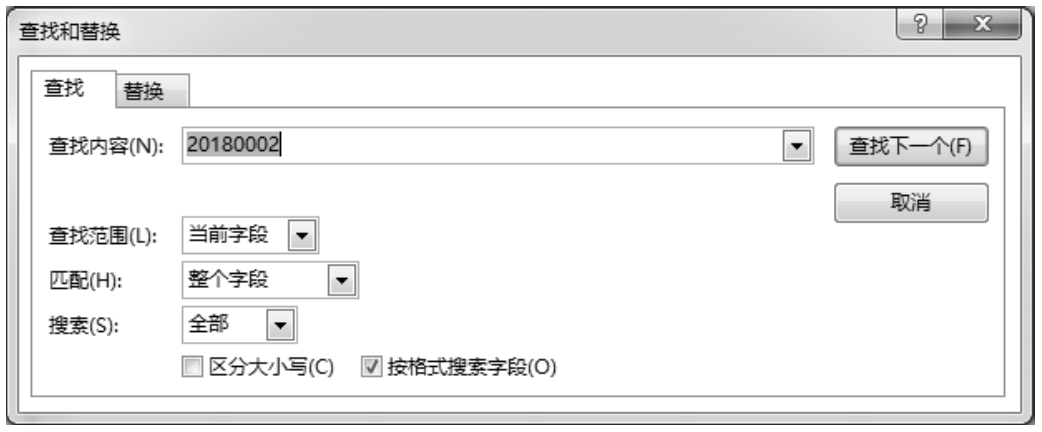 查找和替换
查找
替换
查找内容(N):
20180002
查找下一个(F)
取消
查找范围(L):
当前字段
匹配(H):
整个字段
搜索(S):
全部
区分大小写(C)
按格式搜索字段(O)